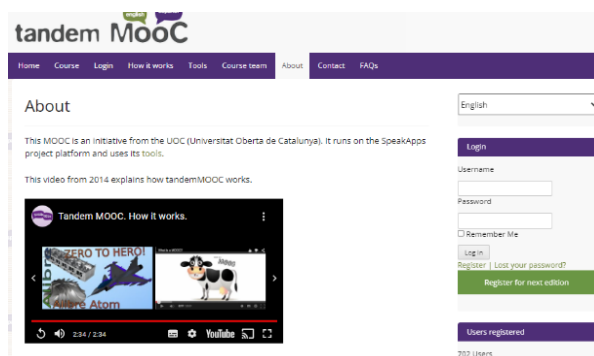 tandem MOOC
Home Course Login How it works Tools Course team About Contact FAQs
About
This MOOC is an initiative from the UOC (Universitat Oberta de Catalunya). It runs on the SpeakApps
project platform and uses its tools.
This video from 2014 explains how tandemMOOC works.
Tandem MOOC. How it works.
ZERO TO HERO!
More Atom
2:34 / 2:34
YouTube
English
Login
Username
Password
Remember Me
Log In
Register | Lost your password?
Register for next edition
Users registered
202 Users